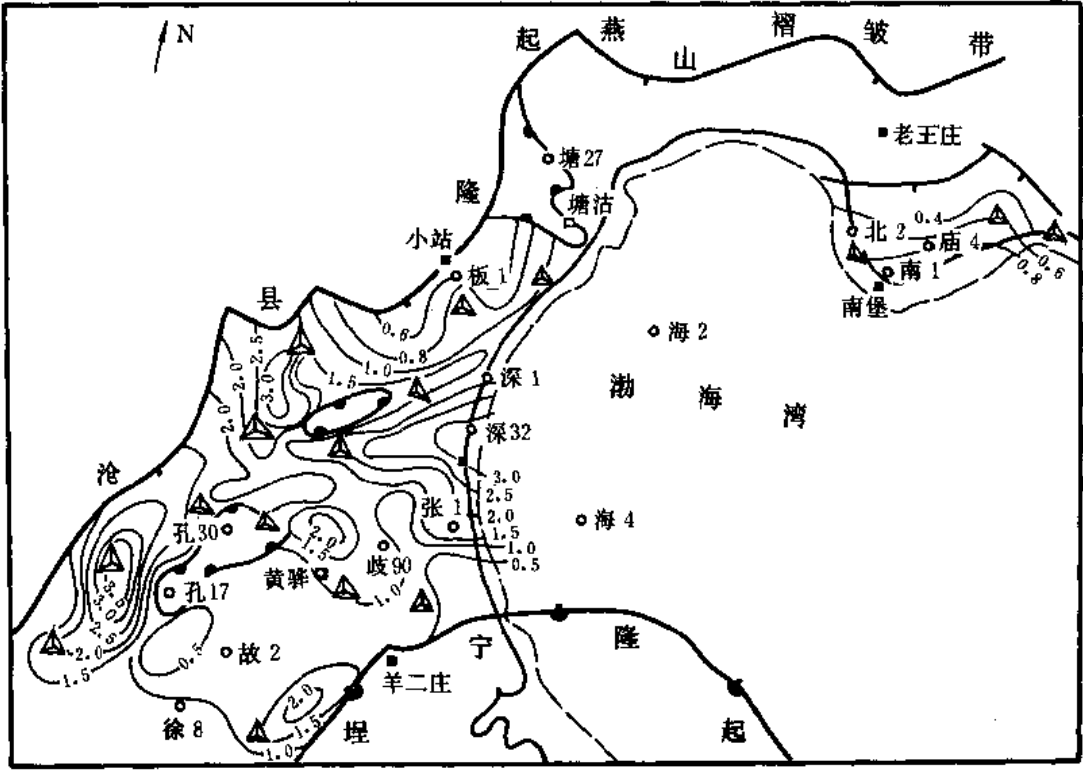 N
起
燕
山
褶
皱
带
老王庄
塘27
隆
塘沽
小站
板1
北2
0.4
庙4
南1
南堡
0.6
0.8
县
0.6
0.8
1.0
1.5
2.5
2.0
3.0
2.0
海2
渤
海
湾
深1
深32
3.0
2.5
2.0
1.5
1.0
0.5
沧
张1
海4
孔30
2.0
1.5
歧90
黄骅
1.0
孔17
3.0
2.5
2.0
1.5
0.5
故2
宁
隆
羊二庄
徐8
2.0
1.5
1.0
埕
起